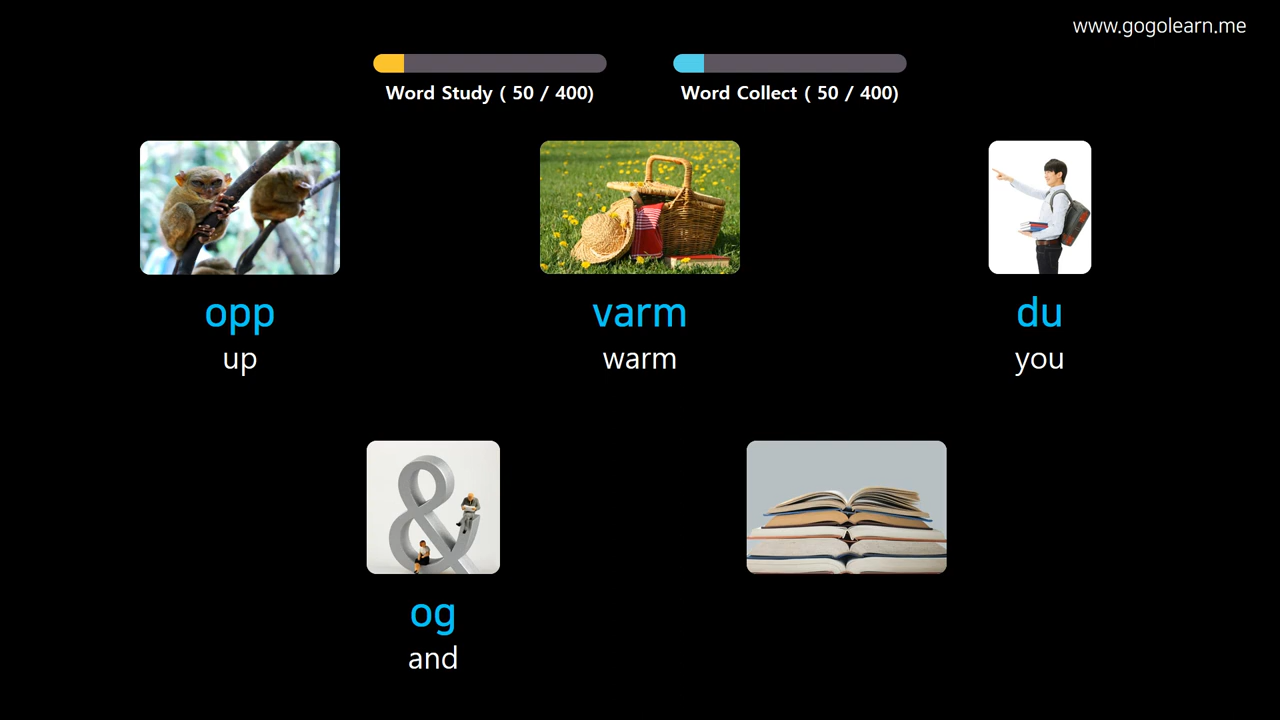 www.gogolearn.me
Word Study ( 50 / 400)
Word Collect ( 50 / 400)
opp
up
varm
warm
du
you
og
and